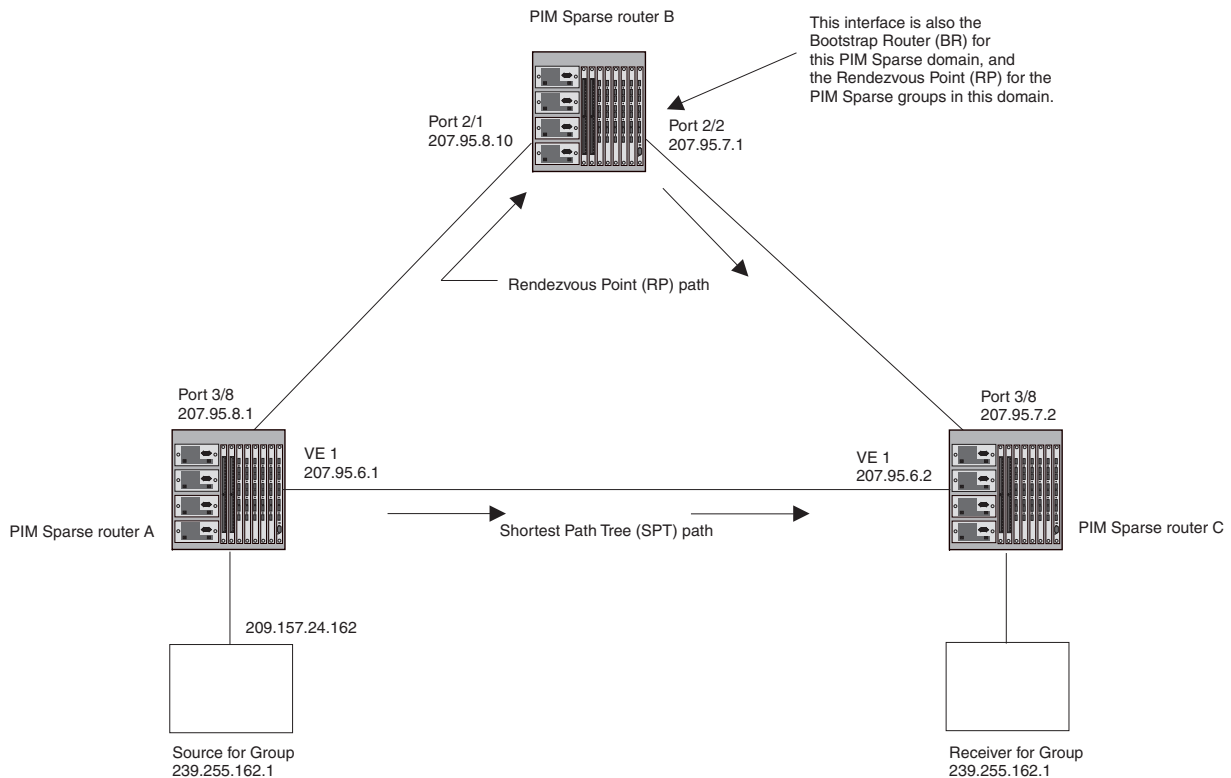 PIM Sparse router B
This interface is also the
Bootstrap Router (BR) for
this PIM Sparse domain, and
the Rendezvous Point (RP) for the
PIM Sparse groups in this domain.
Port 2/1
207.95.8.10
Port 2/2
207.95.7.1
Rendezvous Point (RP) path
Port 3/8
207.95.8.1
Port 3/8
207.95.7.2
VE 1
207.95.6.1
VE 1
207.95.6.2
PIM Sparse router A
Shortest Path Tree (SPT) path
PIM Sparse router C
209.157.24.162
Source for Group
239.255.162.1
Receiver for Group
239.255.162.1